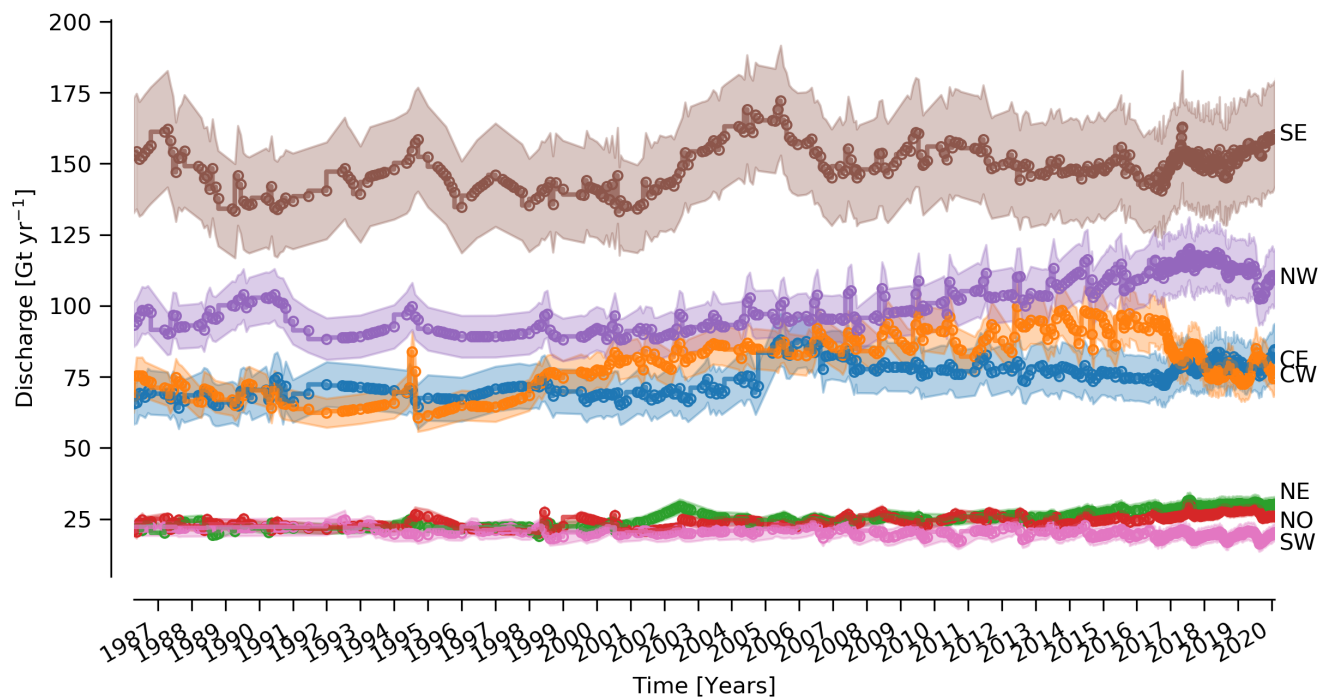 200
175
150
125
100
75
50
25
Discharge [Gt yr⁻¹]
SE
NW
CE
CW
NE
NO
SW
1987 1988 1989 1990 1991 1992 1993 1994 1995 1996 1997 1998 1999 2000 2001 2002 2003 2004 2005 2006 2007 2008 2009 2010 2011 2012 2013 2014 2015 2016 2017 2018 2019 2020
Time [Years]